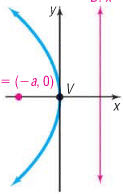 y
= (−a, 0)
V
x